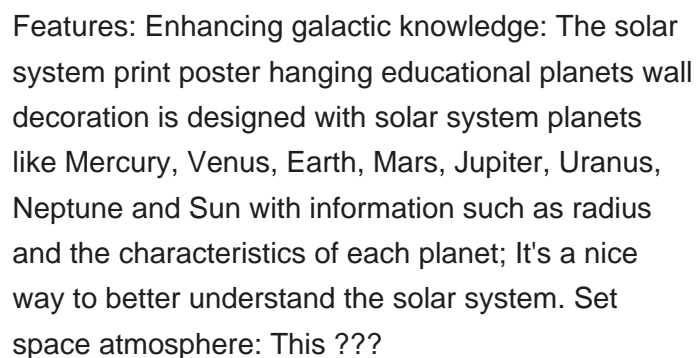 Features: Enhancing galactic knowledge: The solar
system print poster hanging educational planets wall
decoration is designed with solar system planets
like Mercury, Venus, Earth, Mars, Jupiter, Uranus,
Neptune and Sun with information such as radius
and the characteristics of each planet; It's a nice
way to better understand the solar system. Set
space atmosphere: This ???